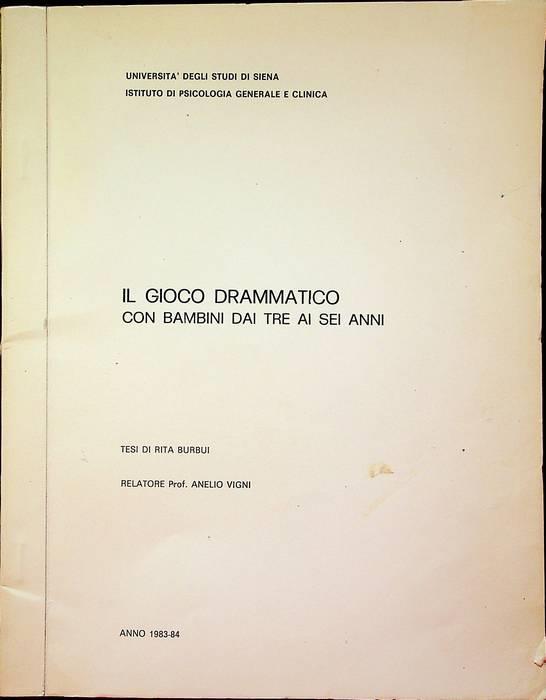 UNIVERSITA' DEGLI STUDI DI SIENA
ISTITUTO DI PSICOLOGIA GENERALE E CLINICA
IL GIOCO DRAMMATICO
CON BAMBINI DAI TRE AI SEI ANNI
TESI DI RITA BURBUI
RELATORE Prof. ANELIO VIGNI
ANNO 1983-84